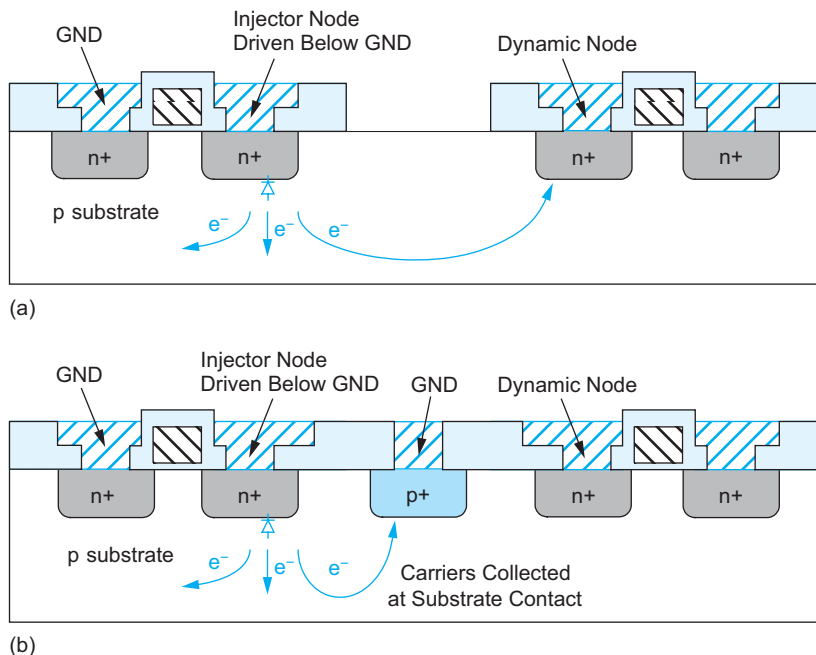 GND
Injector Node
Driven Below GND
Dynamic Node
n+
n+
n+
n+
p substrate
e⁻
e⁻
e⁻
(a)
GND
Injector Node
Driven Below GND
GND
Dynamic Node
n+
n+
p+
n+
n+
p substrate
e⁻
e⁻
e⁻
Carriers Collected
at Substrate Contact
(b)